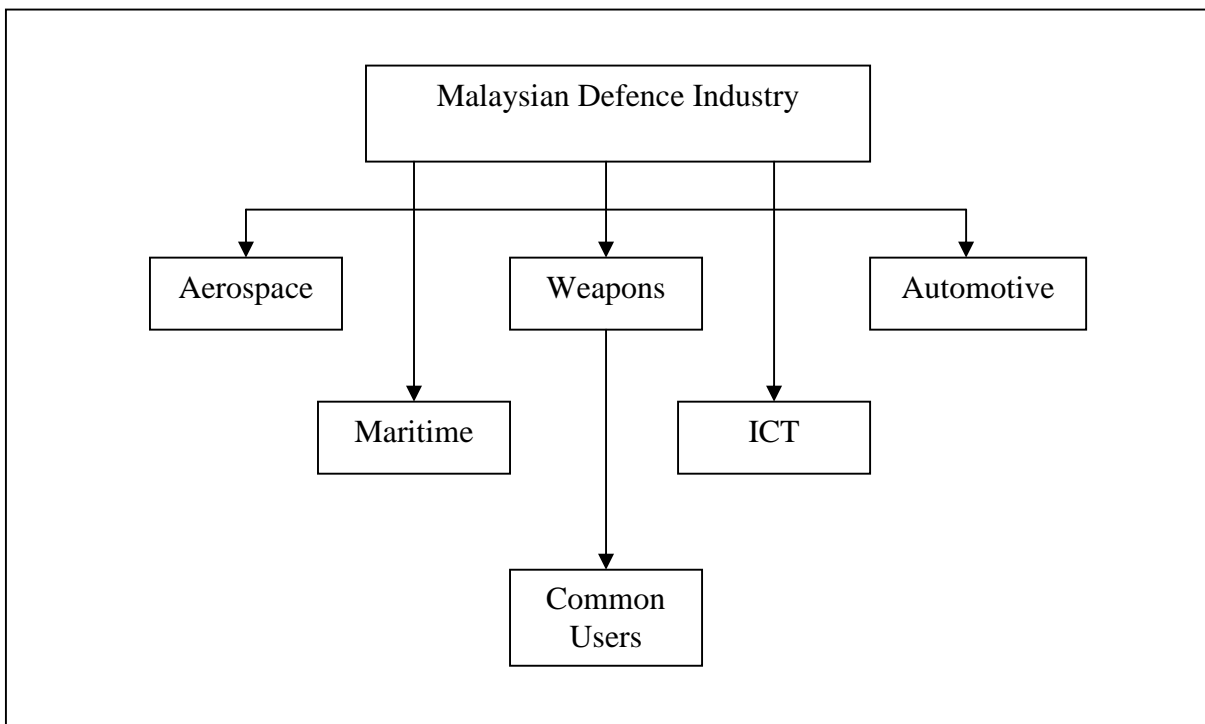 Malaysian Defence Industry
Aerospace
Weapons
Automotive
Maritime
ICT
Common
Users